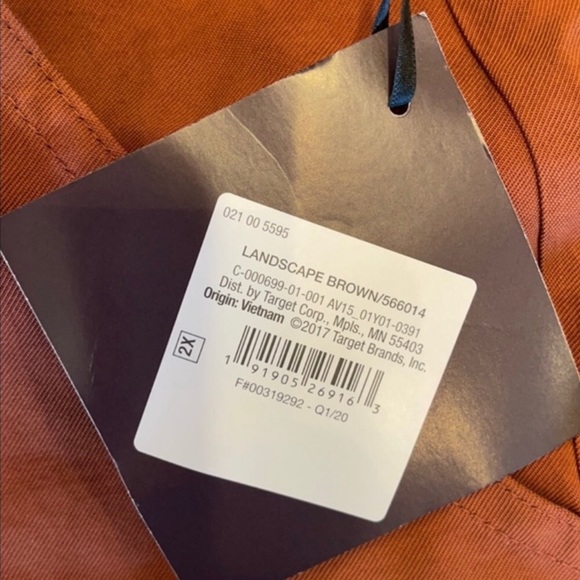 021 00 5595
LANDSCAPE BROWN/566014
C-000699-01-001 AV15_01Y01-0391
Dist. by Target Corp., Mpls., MN 55403
Origin: Vietnam ©2017 Target Brands, Inc.
2X
1 91905 26916 3
F#00319292 - Q1/20